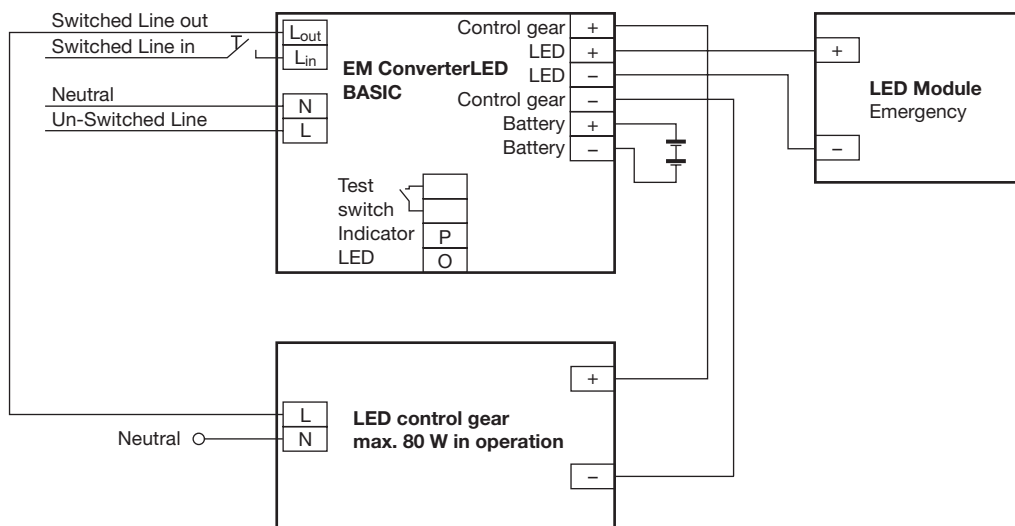 Switched Line out
Switched Line in
Neutral
Un-Switched Line
Lout
Lin
N
L
EM ConverterLED
BASIC
Control gear +
LED +
LED –
Control gear –
Battery +
Battery –
Test
switch
Indicator P
LED O
+
–
LED Module
Emergency
L
N
Neutral
LED control gear
max. 80 W in operation
+
–